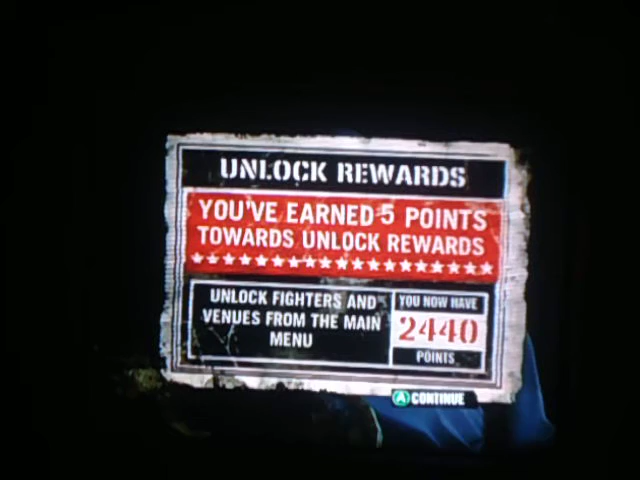 UNLOCK REWARDS
YOU'VE EARNED 5 POINTS
TOWARDS UNLOCK REWARDS
UNLOCK FIGHTERS AND
VENUES FROM THE MAIN
MENU
YOU NOW HAVE
2440
POINTS
A CONTINUE